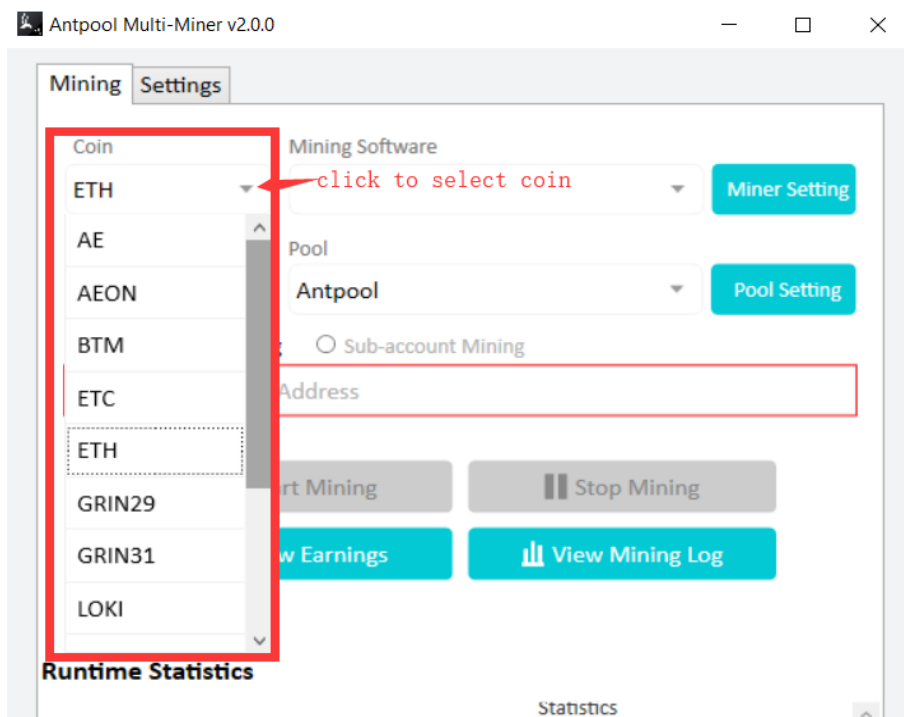 Antpool Multi-Miner v2.0.0
Mining Settings
Coin Mining Software
ETH click to select coin Miner Setting
AE
Pool
AEON Antpool Pool Setting
BTM Sub-account Mining
ETC Address
ETH
GRIN29 Mining Stop Mining
GRIN31 Earnings View Mining Log
LOKI
Runtime Statistics
Statistics